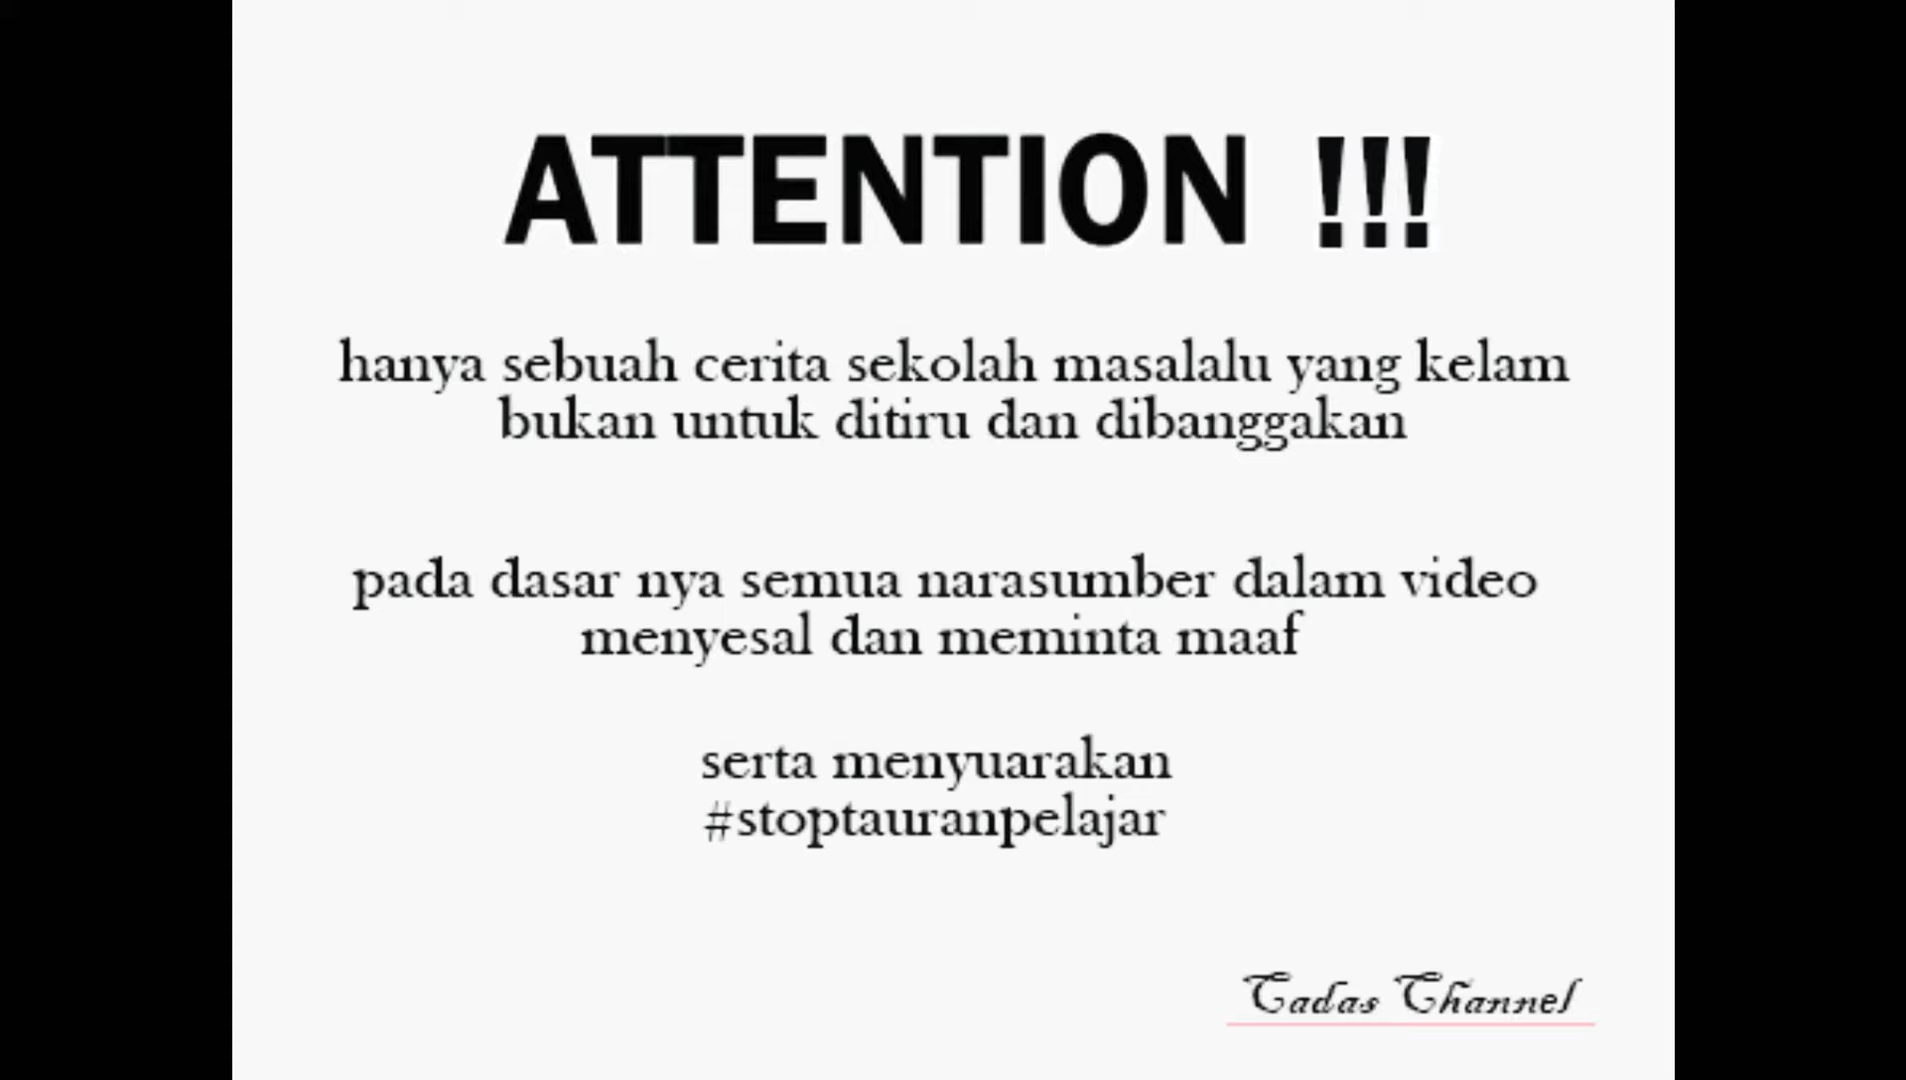 ATTENTION !!!
hanya sebuah cerita sekolah masalalu yang kelam
bukan untuk ditiru dan dibanggakan
pada dasar nya semua narasumber dalam video
menyesal dan meminta maaf
serta menyuarakan
#stoptauranpelajar
Cadas Channel